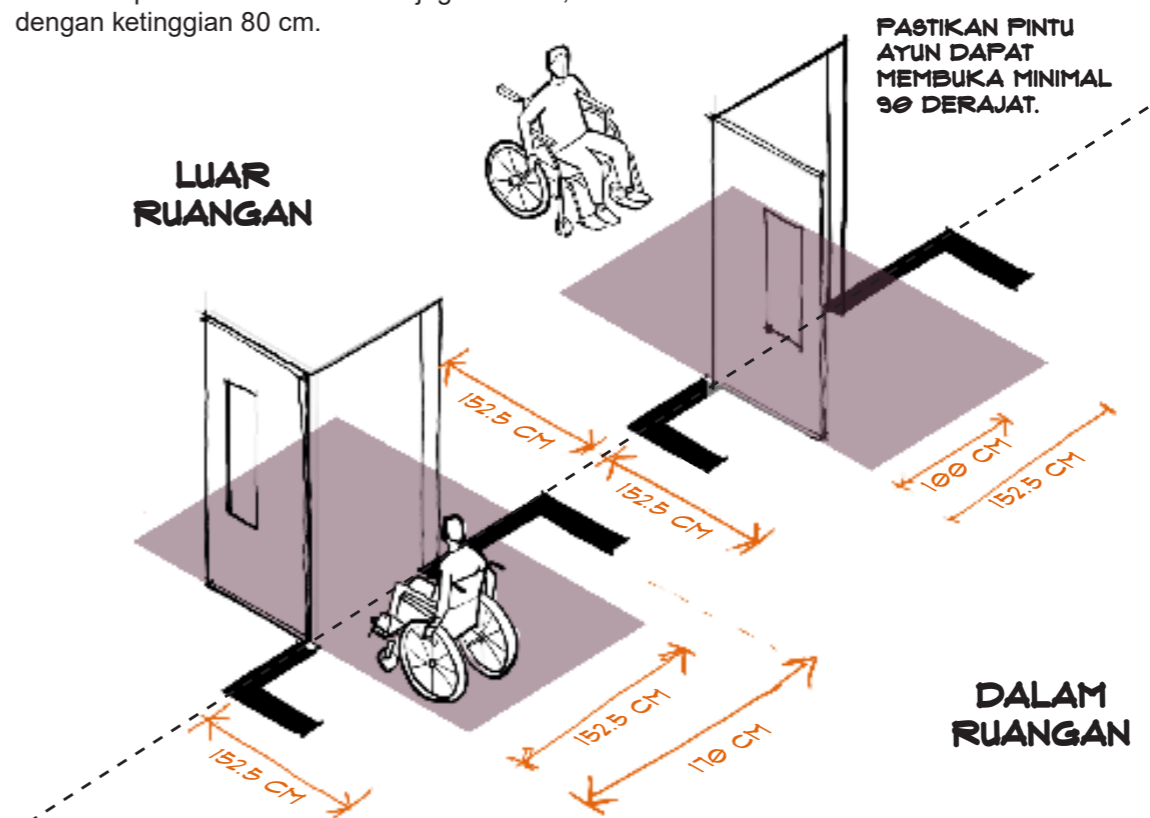 dengan ketinggian 80 cm.
PASTIKAN PINTU
AYUN DAPAT
MEMBUKA MINIMAL
90 DERAJAT.
LUAR
RUANGAN
152.5 CM
152.5 CM
100 CM
152.5 CM
152.5 CM
170 CM
152.5 CM
DALAM
RUANGAN